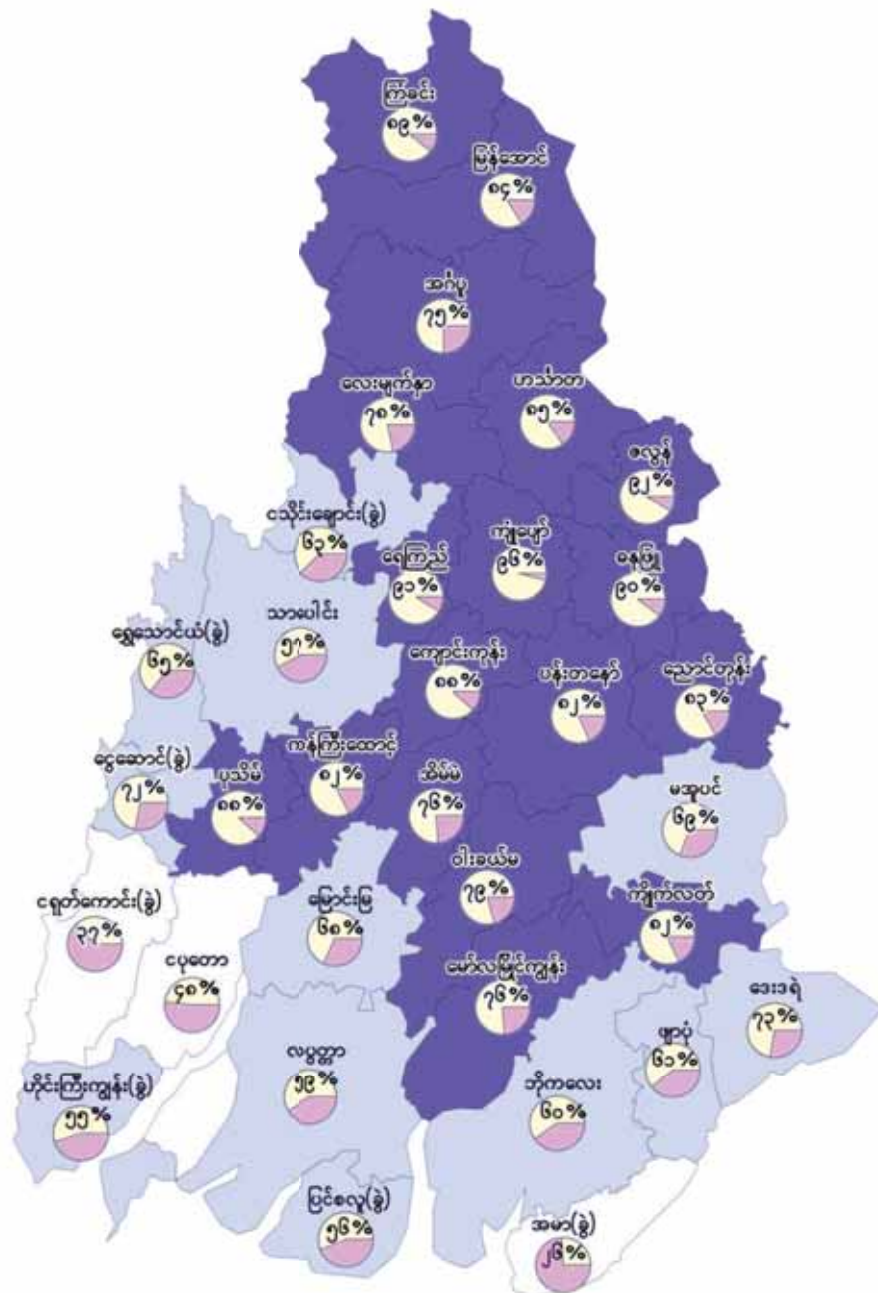 ကြံခင်း
၈၉%
မြန်အောင်
၈၄%
အင်္ဂပူ
၇၅%
လေးမျက်နှာ
၇၈%
ဟင်္သာတ
၈၅%
ဇလွန်
၉၂%
ငသိုင်းချောင်း(ခွဲ)
၆၃%
ရေကြည်
၉၁%
ကျုံပျော်
၉၆%
ဓနုဖြူ
၉၀%
သာပေါင်း
၅၇%
ရွှေသောင်ယံ(ခွဲ)
၆၅%
ကျောင်းကုန်း
၈၈%
ပန်းတနော်
၈၂%
ညောင်တုန်း
၈၃%
ငွေဆောင်(ခွဲ)
၇၂%
ပုသိမ်
၈၈%
ကန်ကြီးထောင့်
၈၂%
အိမ်မဲ
၇၆%
မအူပင်
၆၉%
ဝါးခယ်မ
၇၉%
ငရုတ်ကောင်း(ခွဲ)
၃၇%
မြောင်းမြ
၆၈%
ကျိုက်လတ်
၈၂%
ငပုတော
၄၈%
မော်လမြိုင်ကျွန်း
၇၆%
ဒေးဒရဲ
၇၃%
ဖျာပုံ
၆၁%
ဟိုင်းကြီးကျွန်း(ခွဲ)
၅၅%
လပွတ္တာ
၅၉%
ဘိုကလေး
၆၀%
ပြင်စလူ(ခွဲ)
၅၆%
အမာ(ခွဲ)
၂၆%